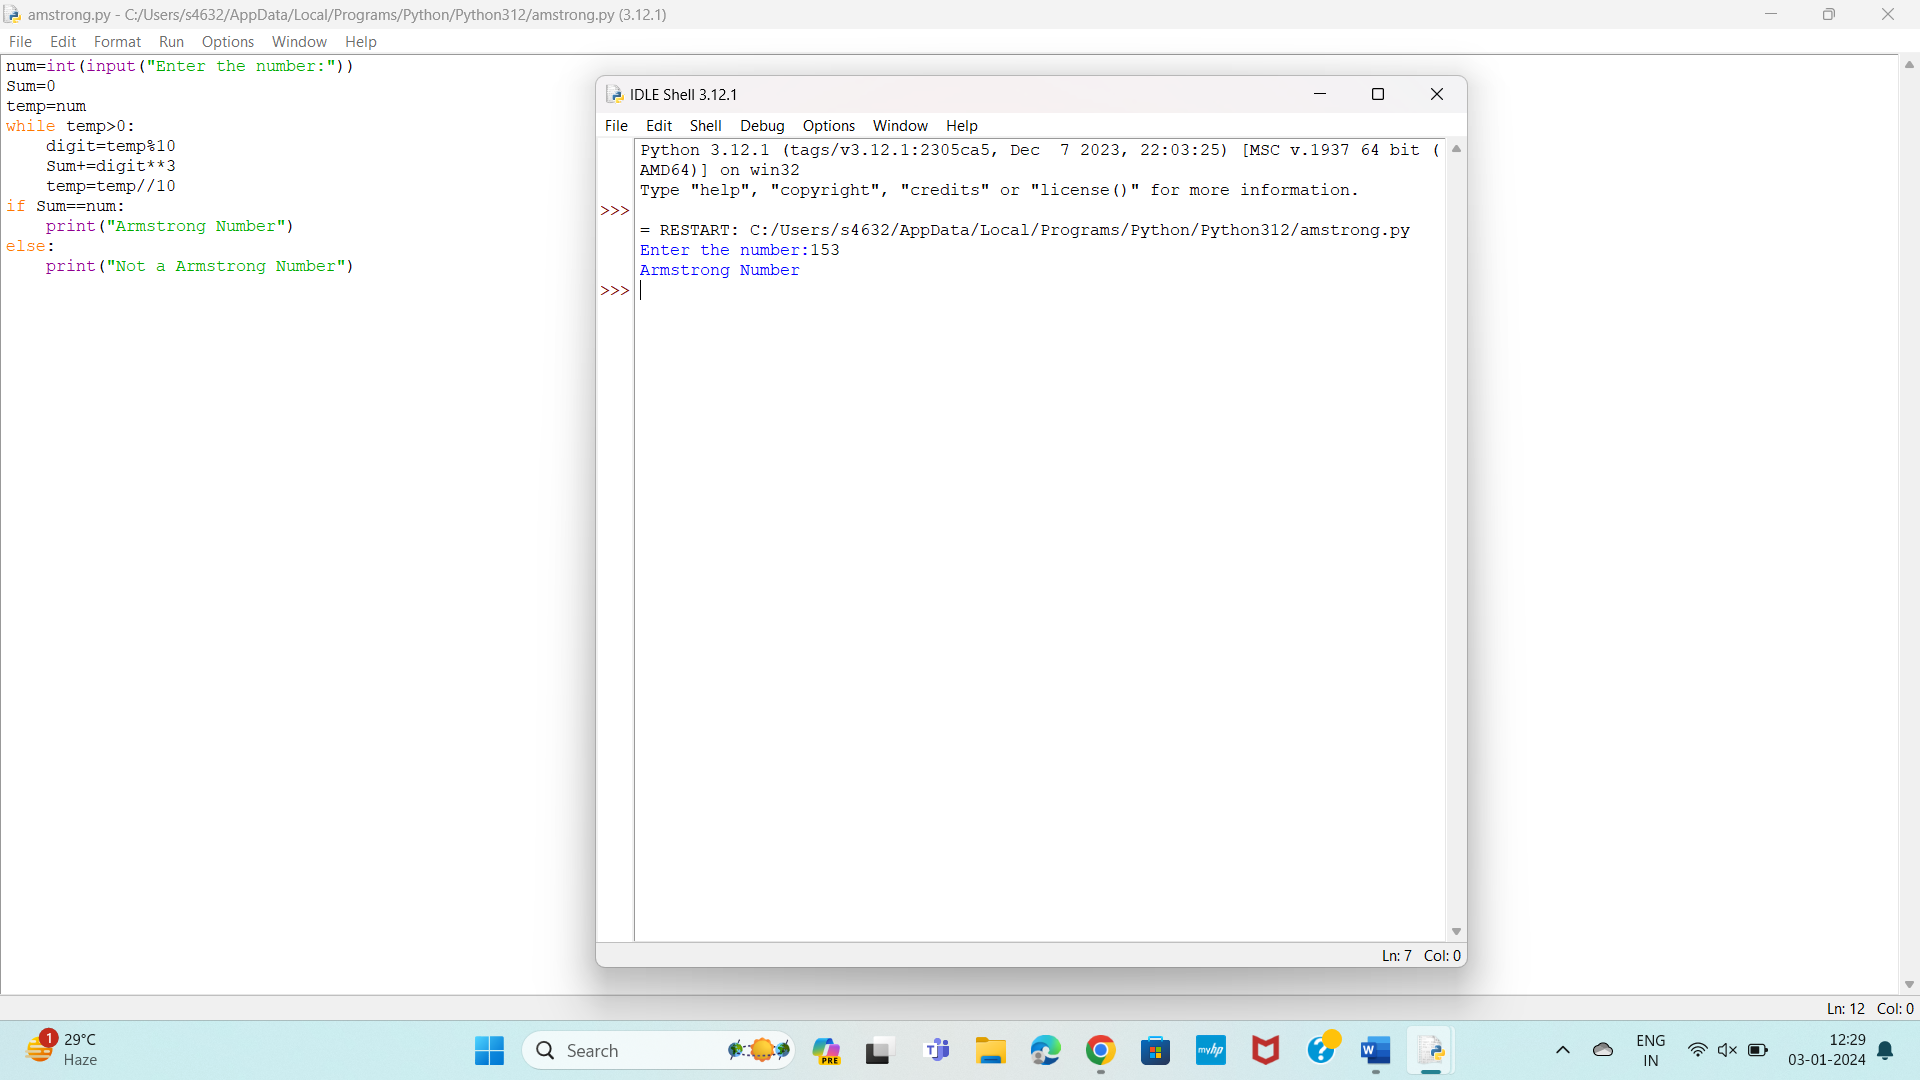 amstrong.py - C:/Users/s4632/AppData/Local/Programs/Python/Python312/amstrong.py (3.12.1)
File Edit Format Run Options Window Help
num=int(input("Enter the number:"))
Sum=0
temp=num
while temp>0:
    digit=temp%10
    Sum+=digit**3
    temp=temp//10
if Sum==num:
    print("Armstrong Number")
else:
    print("Not a Armstrong Number")
IDLE Shell 3.12.1
File Edit Shell Debug Options Window Help
Python 3.12.1 (tags/v3.12.1:2305ca5, Dec  7 2023, 22:03:25) [MSC v.1937 64 bit (
AMD64)] on win32
Type "help", "copyright", "credits" or "license()" for more information.
>>>
= RESTART: C:/Users/s4632/AppData/Local/Programs/Python/Python312/amstrong.py
Enter the number:153
Armstrong Number
>>>
Ln: 7 Col: 0
Ln: 12 Col: 0
1
29°C
Haze
Search
PRE
T
myhp
?
W
ENG
IN
12:29
03-01-2024